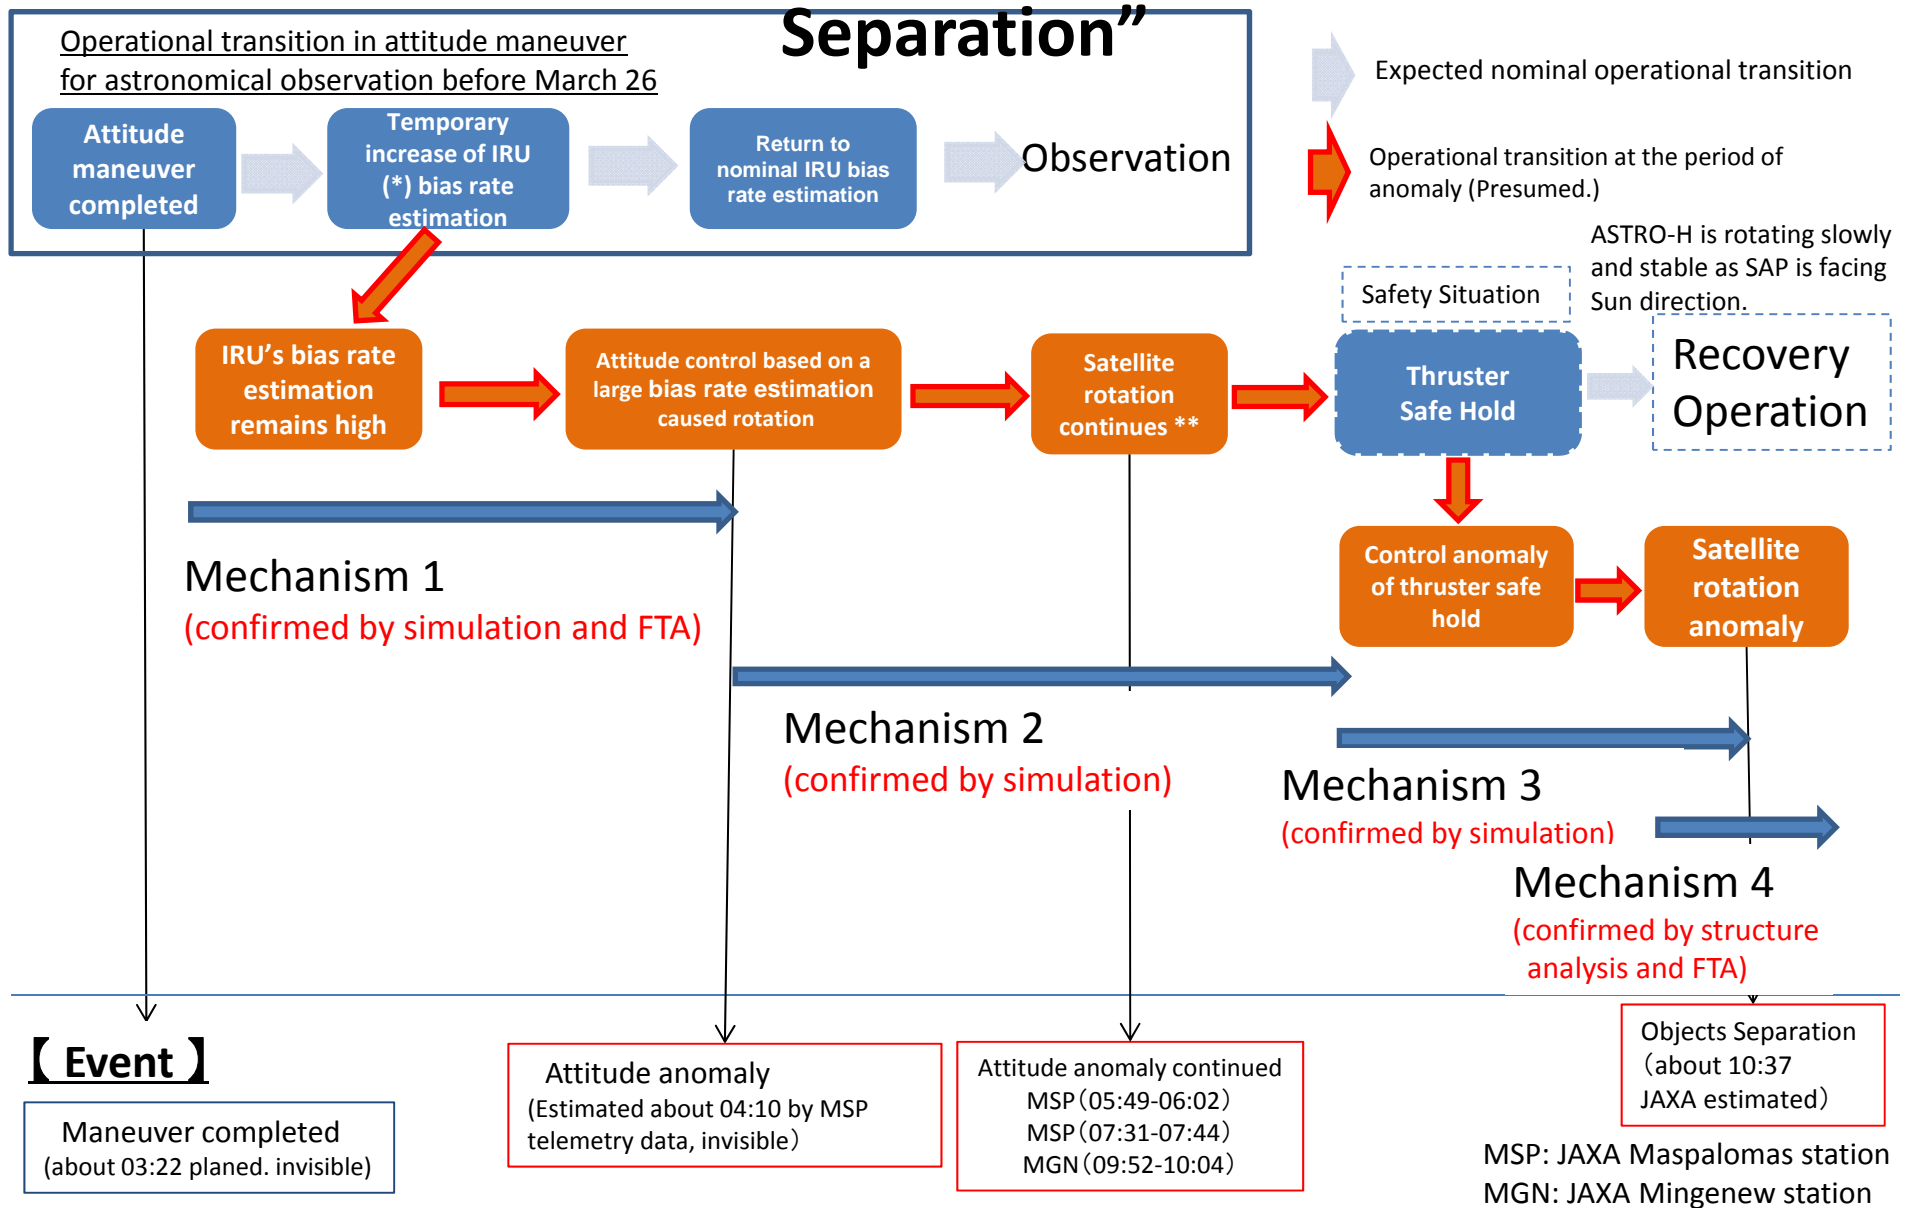 Separation”
Operational transition in attitude maneuver
for astronomical observation before March 26
Attitude
maneuver
completed
Temporary
increase of IRU
(*) bias rate
estimation
Return to
nominal IRU bias
rate estimation
Observation
Expected nominal operational transition
Operational transition at the period of
anomaly (Presumed.)
ASTRO-H is rotating slowly
and stable as SAP is facing
Sun direction.
Safety Situation
IRU’s bias rate
estimation
remains high
Attitude control based on a
large bias rate estimation
caused rotation
Satellite
rotation
continues **
Thruster
Safe Hold
Recovery
Operation
Control anomaly
of thruster safe
hold
Satellite
rotation
anomaly
Mechanism 1
(confirmed by simulation and FTA)
Mechanism 2
(confirmed by simulation)
Mechanism 3
(confirmed by simulation)
Mechanism 4
(confirmed by structure
analysis and FTA)
【 Event 】
Maneuver completed
(about 03:22 planed. invisible)
Attitude anomaly
(Estimated about 04:10 by MSP
telemetry data, invisible）
Attitude anomaly continued
MSP（05:49-06:02）
MSP（07:31-07:44）
MGN（09:52-10:04）
Objects Separation
（about 10:37
JAXA estimated）
MSP: JAXA Maspalomas station
MGN: JAXA Mingenew station